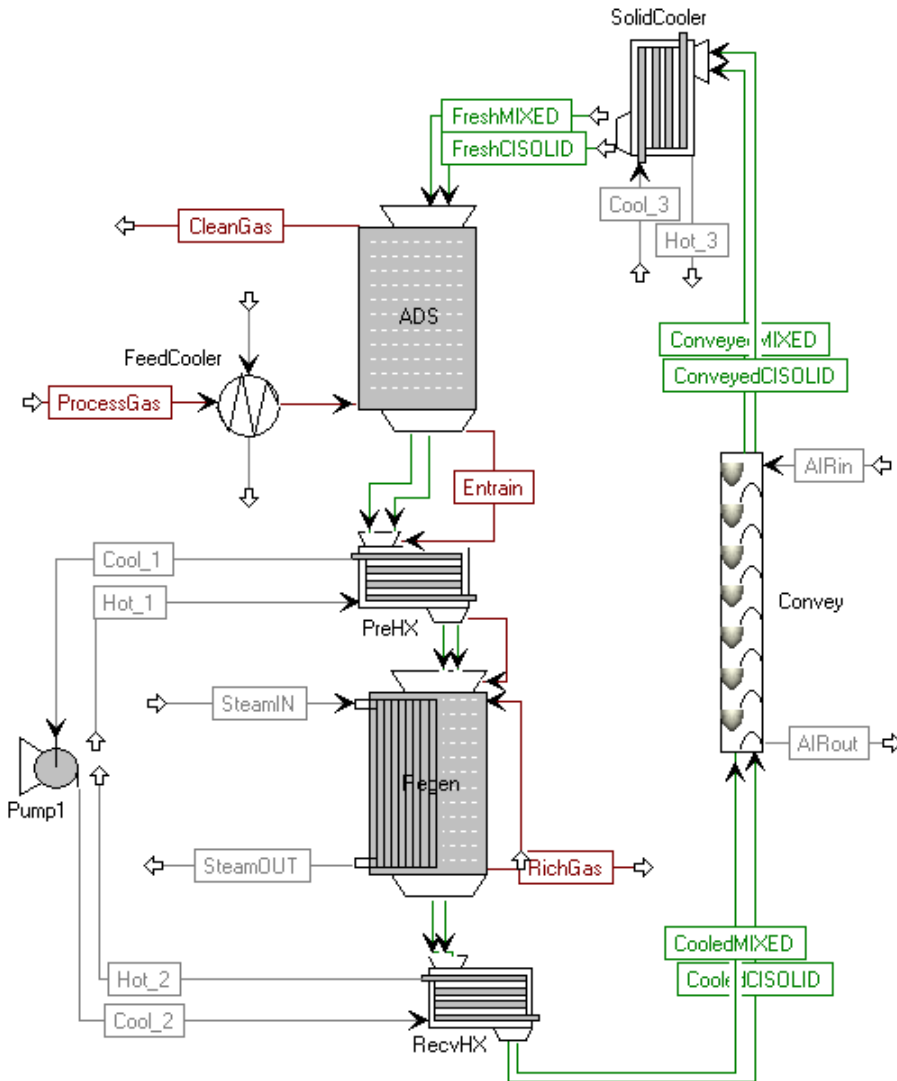 SolidCooler
FreshMIXED
FreshCISOLID
Cool_3
CleanGas
Hot_3
ADS
ConveyedMIXED
FeedCooler
ConveyedCISOLID
ProcessGas
AIRin
Entrain
Cool_1
Hot_1
Convey
PreHX
SteamIN
AIRout
Regen
Pump1
SteamOUT
RichGas
CooledMIXED
Hot_2
CooledCISOLID
Cool_2
RecvHX